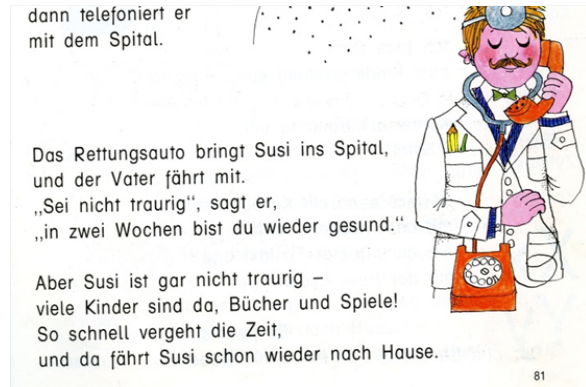 dann telefoniert er
mit dem Spital.
Das Rettungsauto bringt Susi ins Spital,
und der Vater fährt mit.
„Sei nicht traurig“, sagt er,
„in zwei Wochen bist du wieder gesund.“
Aber Susi ist gar nicht traurig –
viele Kinder sind da, Bücher und Spiele!
So schnell vergeht die Zeit,
und da fährt Susi schon wieder nach Hause.
81